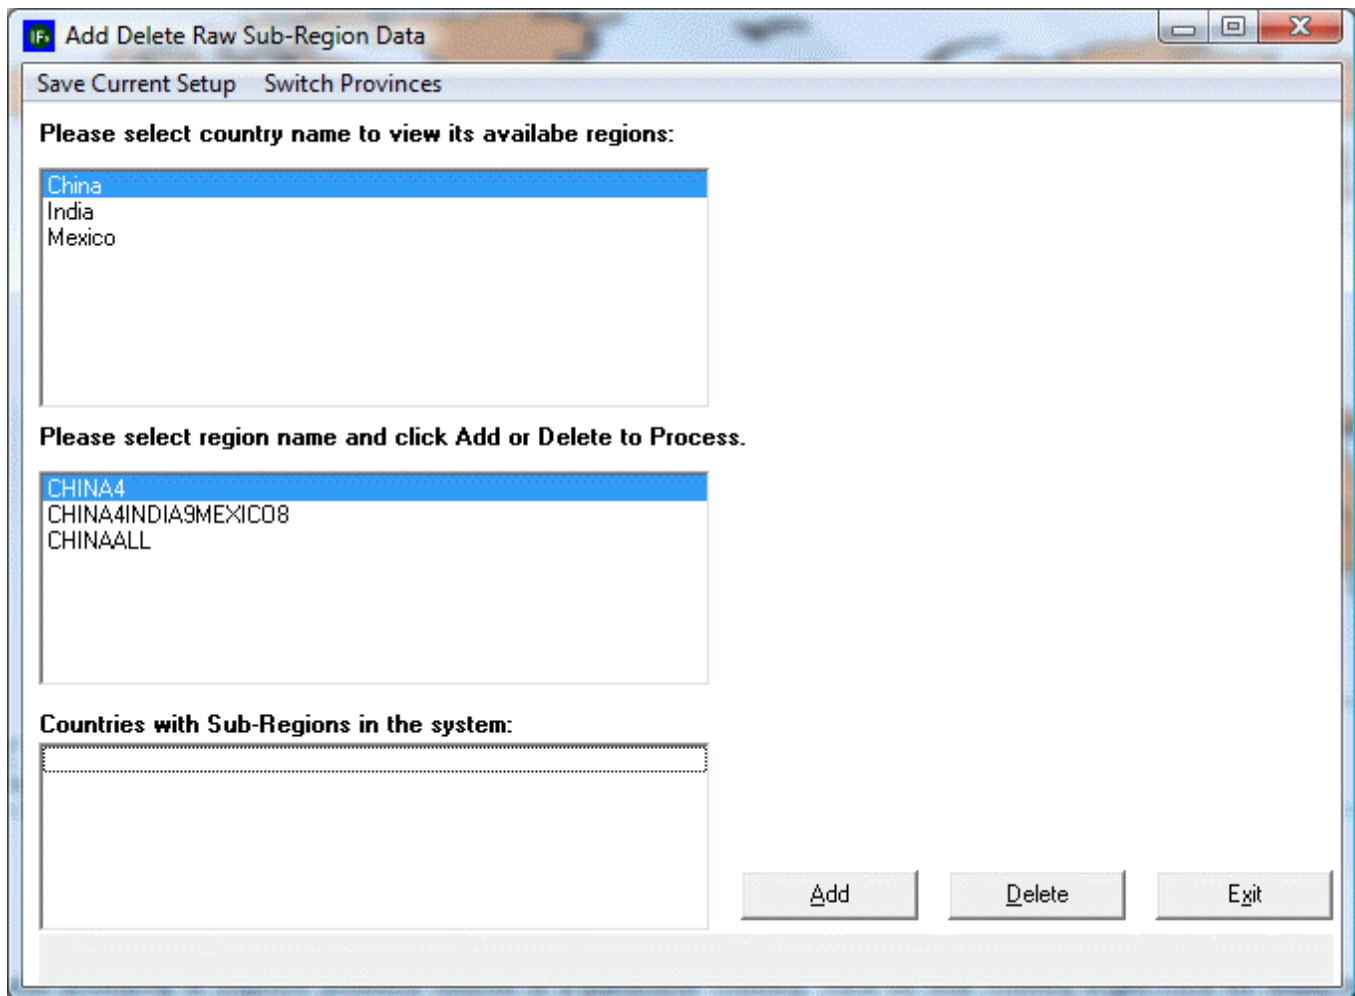 IFs Add Delete Raw Sub-Region Data
Save Current Setup Switch Provinces
Please select country name to view its availabe regions:
China
India
Mexico
Please select region name and click Add or Delete to Process.
CHINA4
CHINA4INDIA9MEXICO8
CHINAALL
Countries with Sub-Regions in the system:
Add Delete Exit